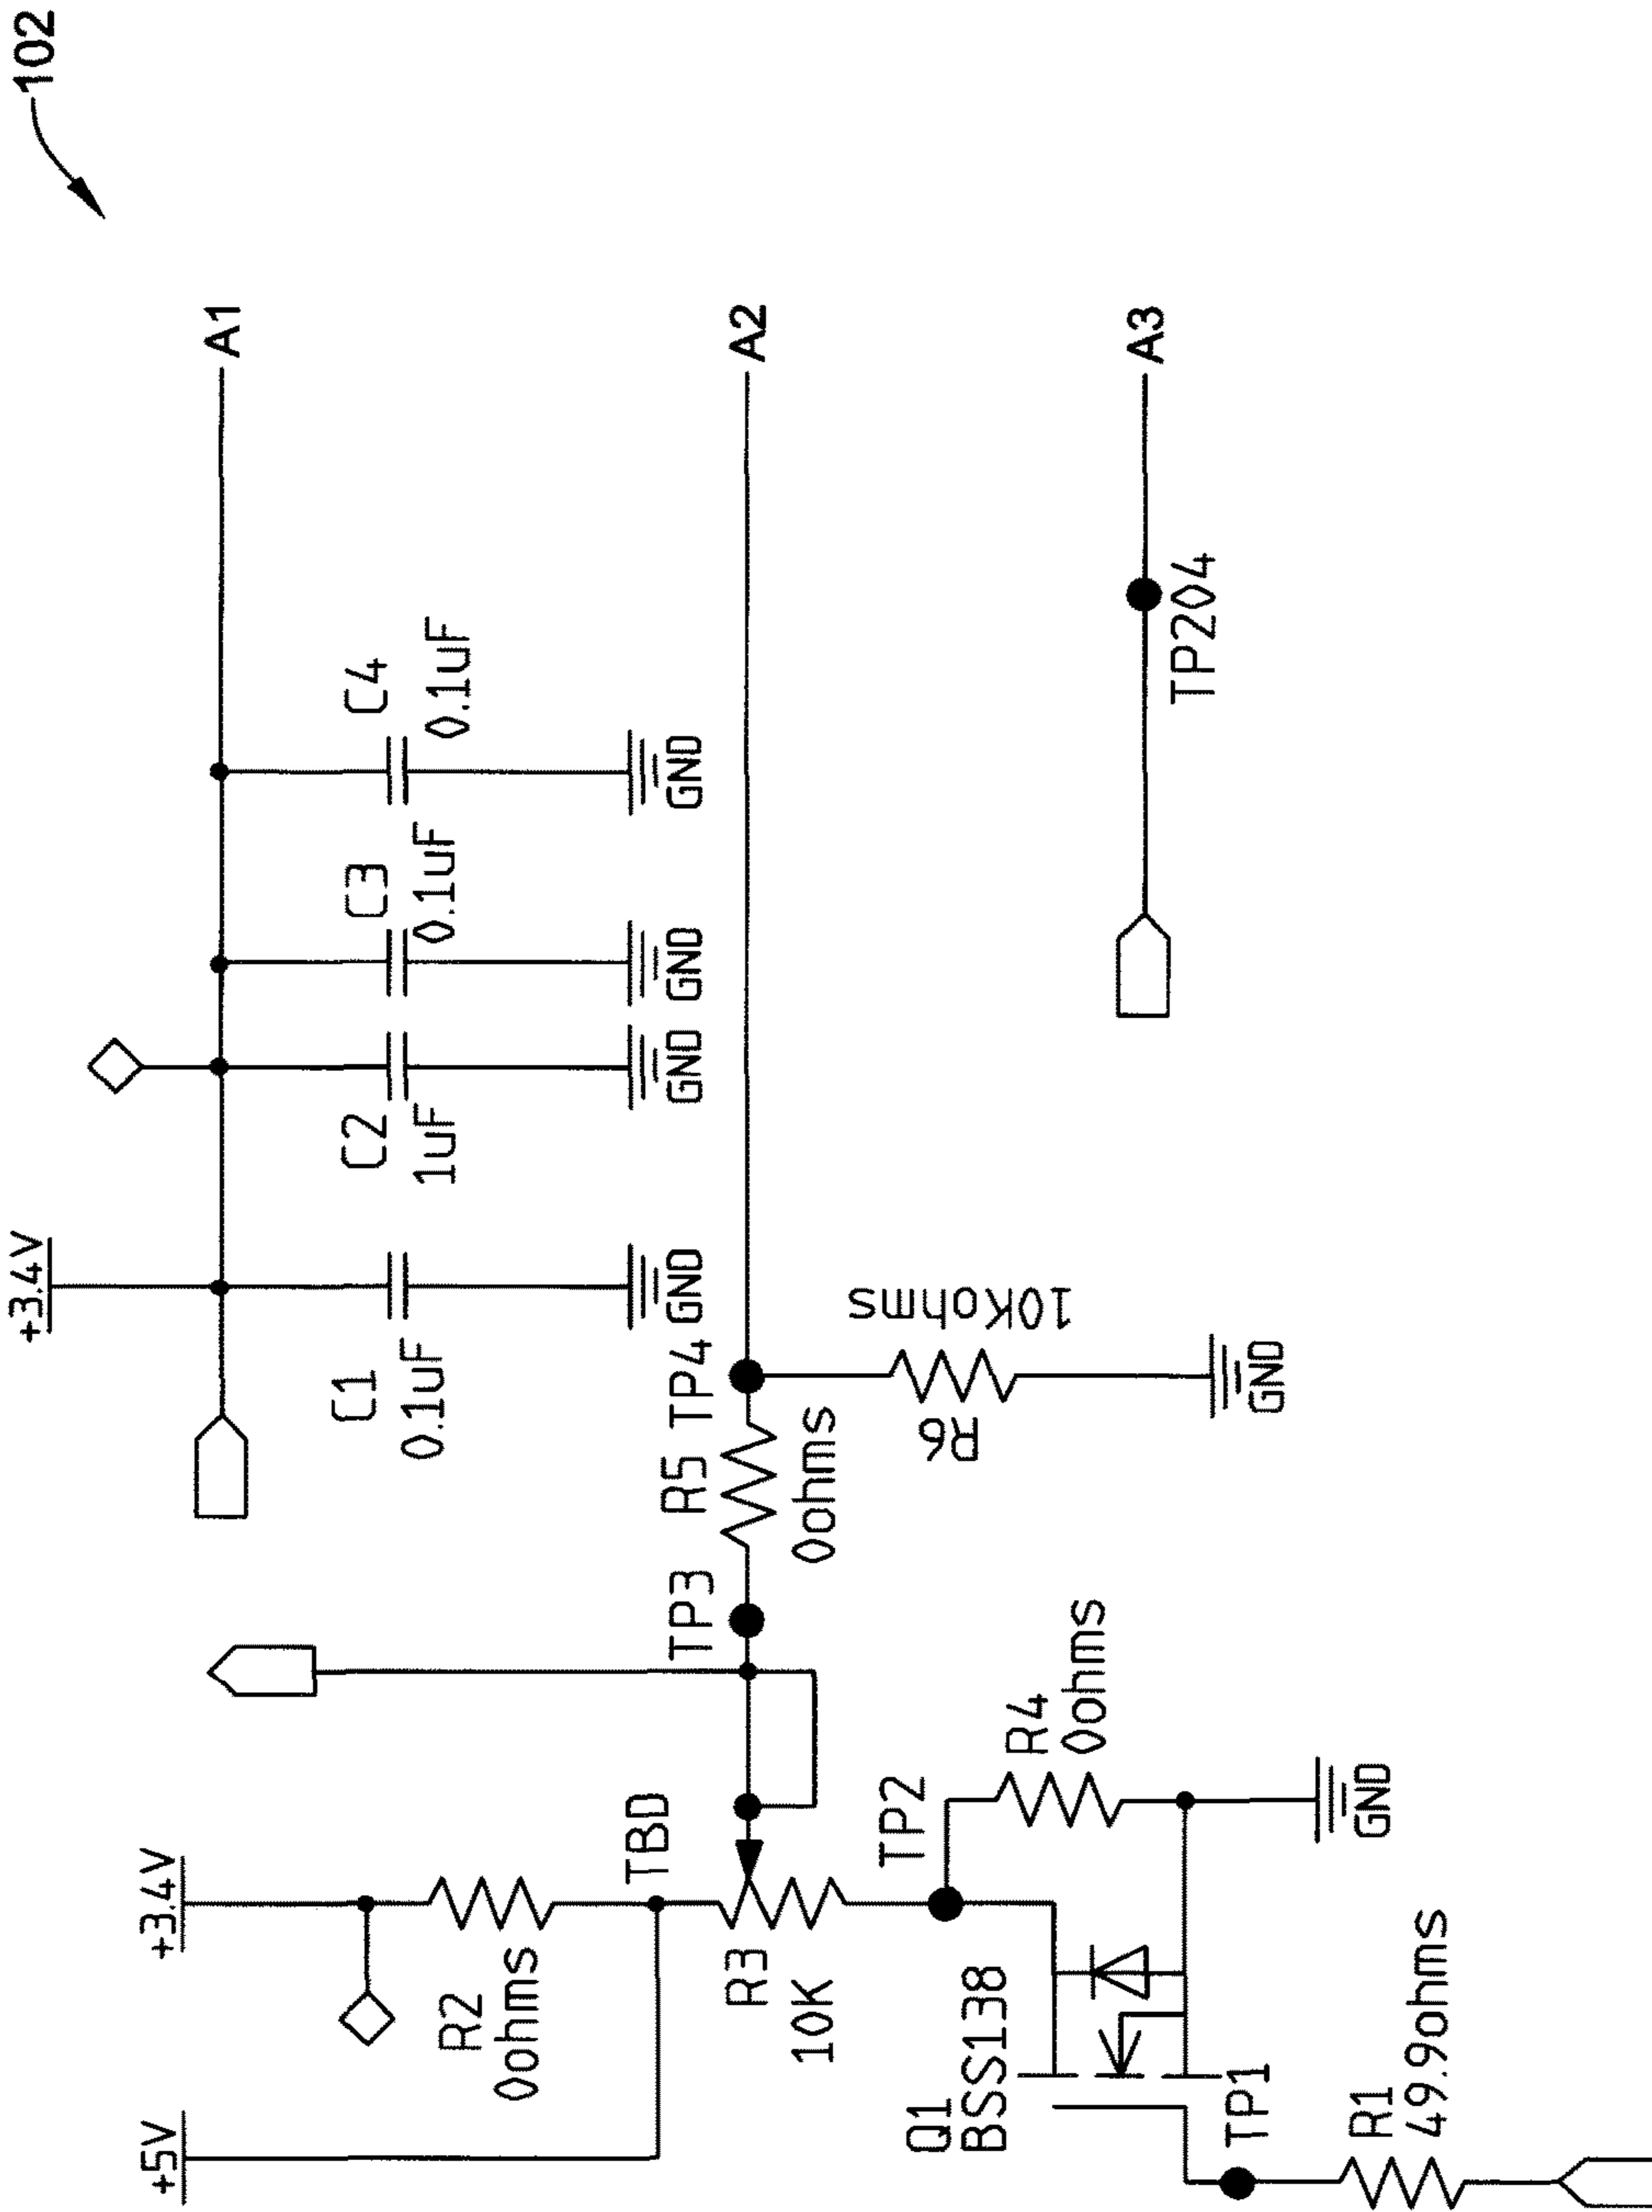 102
+3.4V
A1
C1
0.1uF
GND
C2
1uF
GND
C3
0.1uF
GND
C4
0.1uF
GND
+5V
+3.4V
R2
0ohms
TBD
R3
10K
TP3
R5
0ohms
TP4
A2
R6
10Kohms
GND
TP2
R4
0ohms
GND
Q1
BSS138
TP1
R1
49.9ohms
A3
TP204